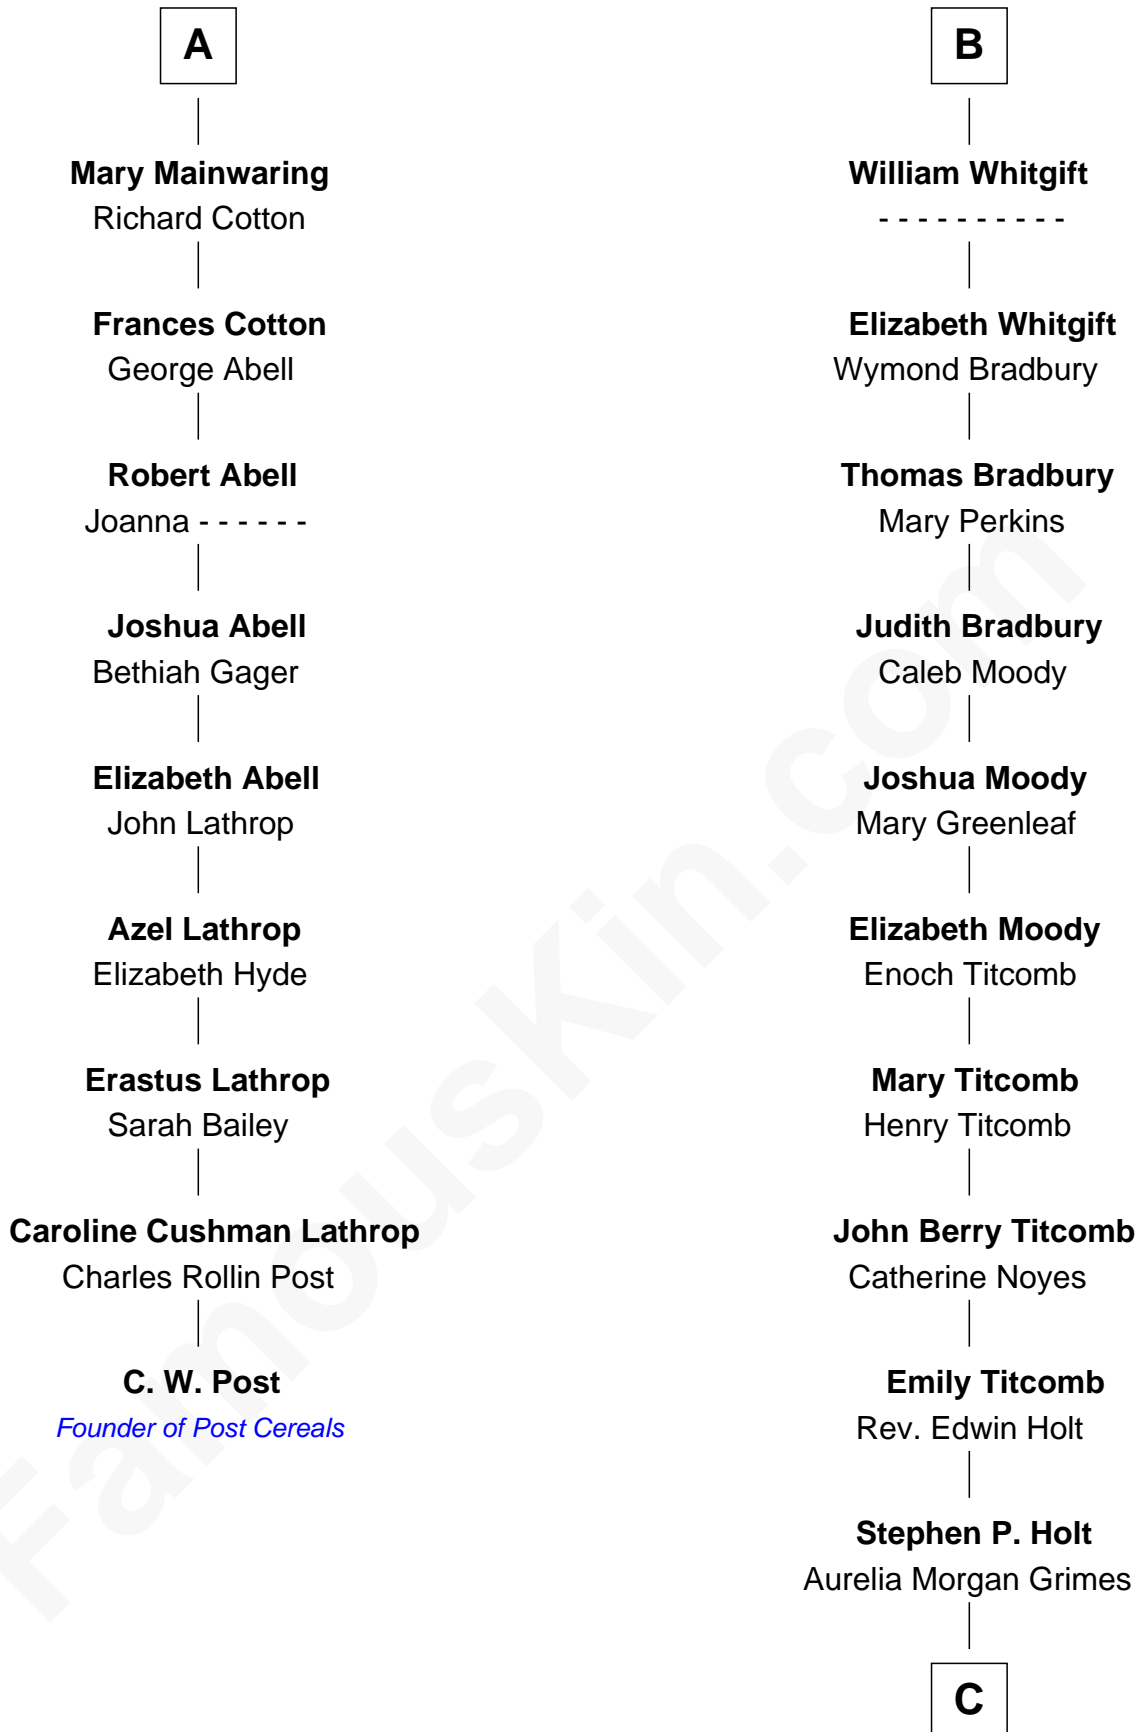 A
Mary Mainwaring
Richard Cotton
Frances Cotton
George Abell
Robert Abell
Joanna - - - - - -
Joshua Abell
Bethiah Gager
Elizabeth Abell
John Lathrop
Azel Lathrop
Elizabeth Hyde
Erastus Lathrop
Sarah Bailey
Caroline Cushman Lathrop
Charles Rollin Post
C. W. Post
Founder of Post Cereals
B
William Whitgift
- - - - - - - - - -
Elizabeth Whitgift
Wymond Bradbury
Thomas Bradbury
Mary Perkins
Judith Bradbury
Caleb Moody
Joshua Moody
Mary Greenleaf
Elizabeth Moody
Enoch Titcomb
Mary Titcomb
Henry Titcomb
John Berry Titcomb
Catherine Noyes
Emily Titcomb
Rev. Edwin Holt
Stephen P. Holt
Aurelia Morgan Grimes
C
FamousKin.com